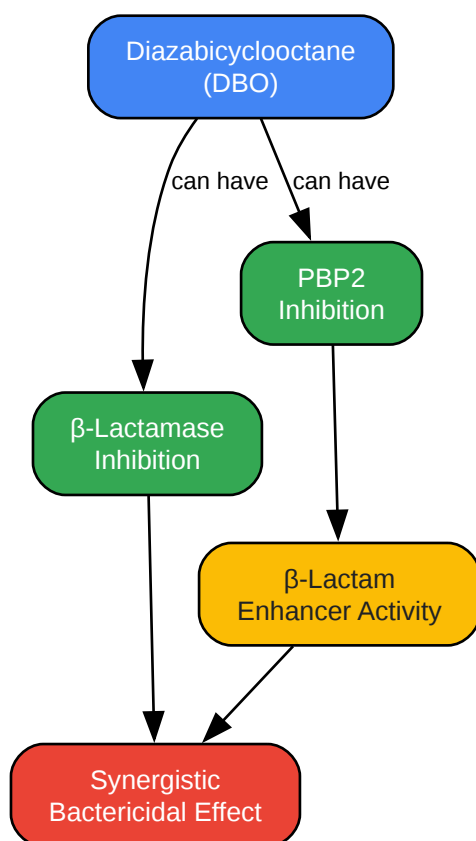 Diazabicyclooctane
(DBO)
can have
can have
PBP2
Inhibition
β-Lactamase
Inhibition
β-Lactam
Enhancer Activity
Synergistic
Bactericidal Effect